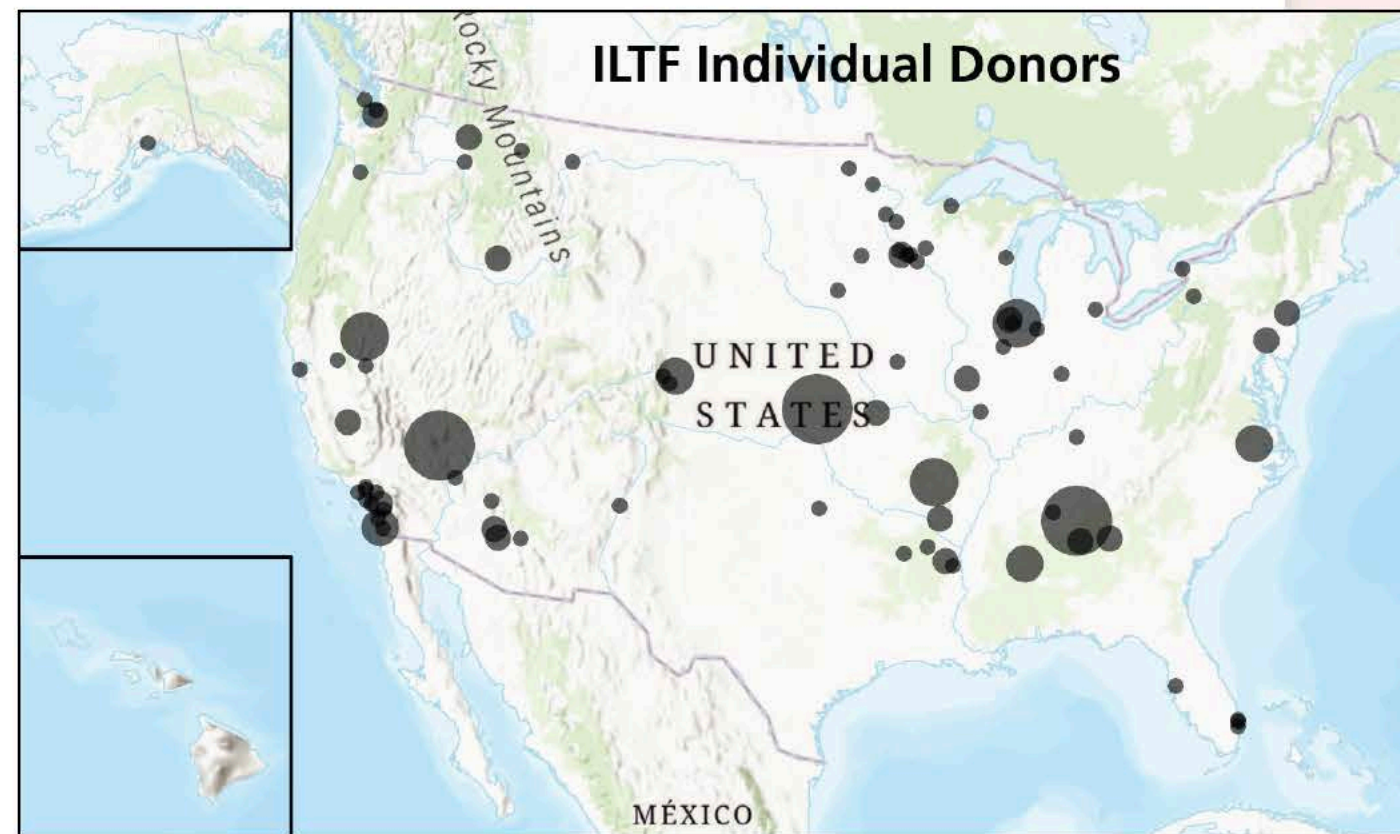 ILTF Individual Donors
Rocky Mountains
UNITED
STATES
MÉXICO